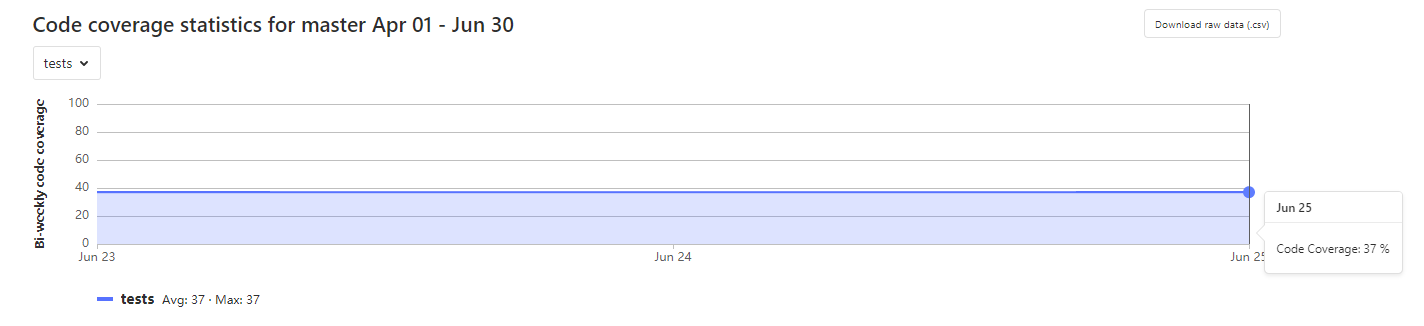 Code coverage statistics for master Apr 01 - Jun 30
Download raw data (.csv)
tests
Bi-weekly code coverage
100
80
60
40
20
0
Jun 23
Jun 24
Jun 25
Jun 25
Code Coverage: 37 %
tests Avg: 37 · Max: 37